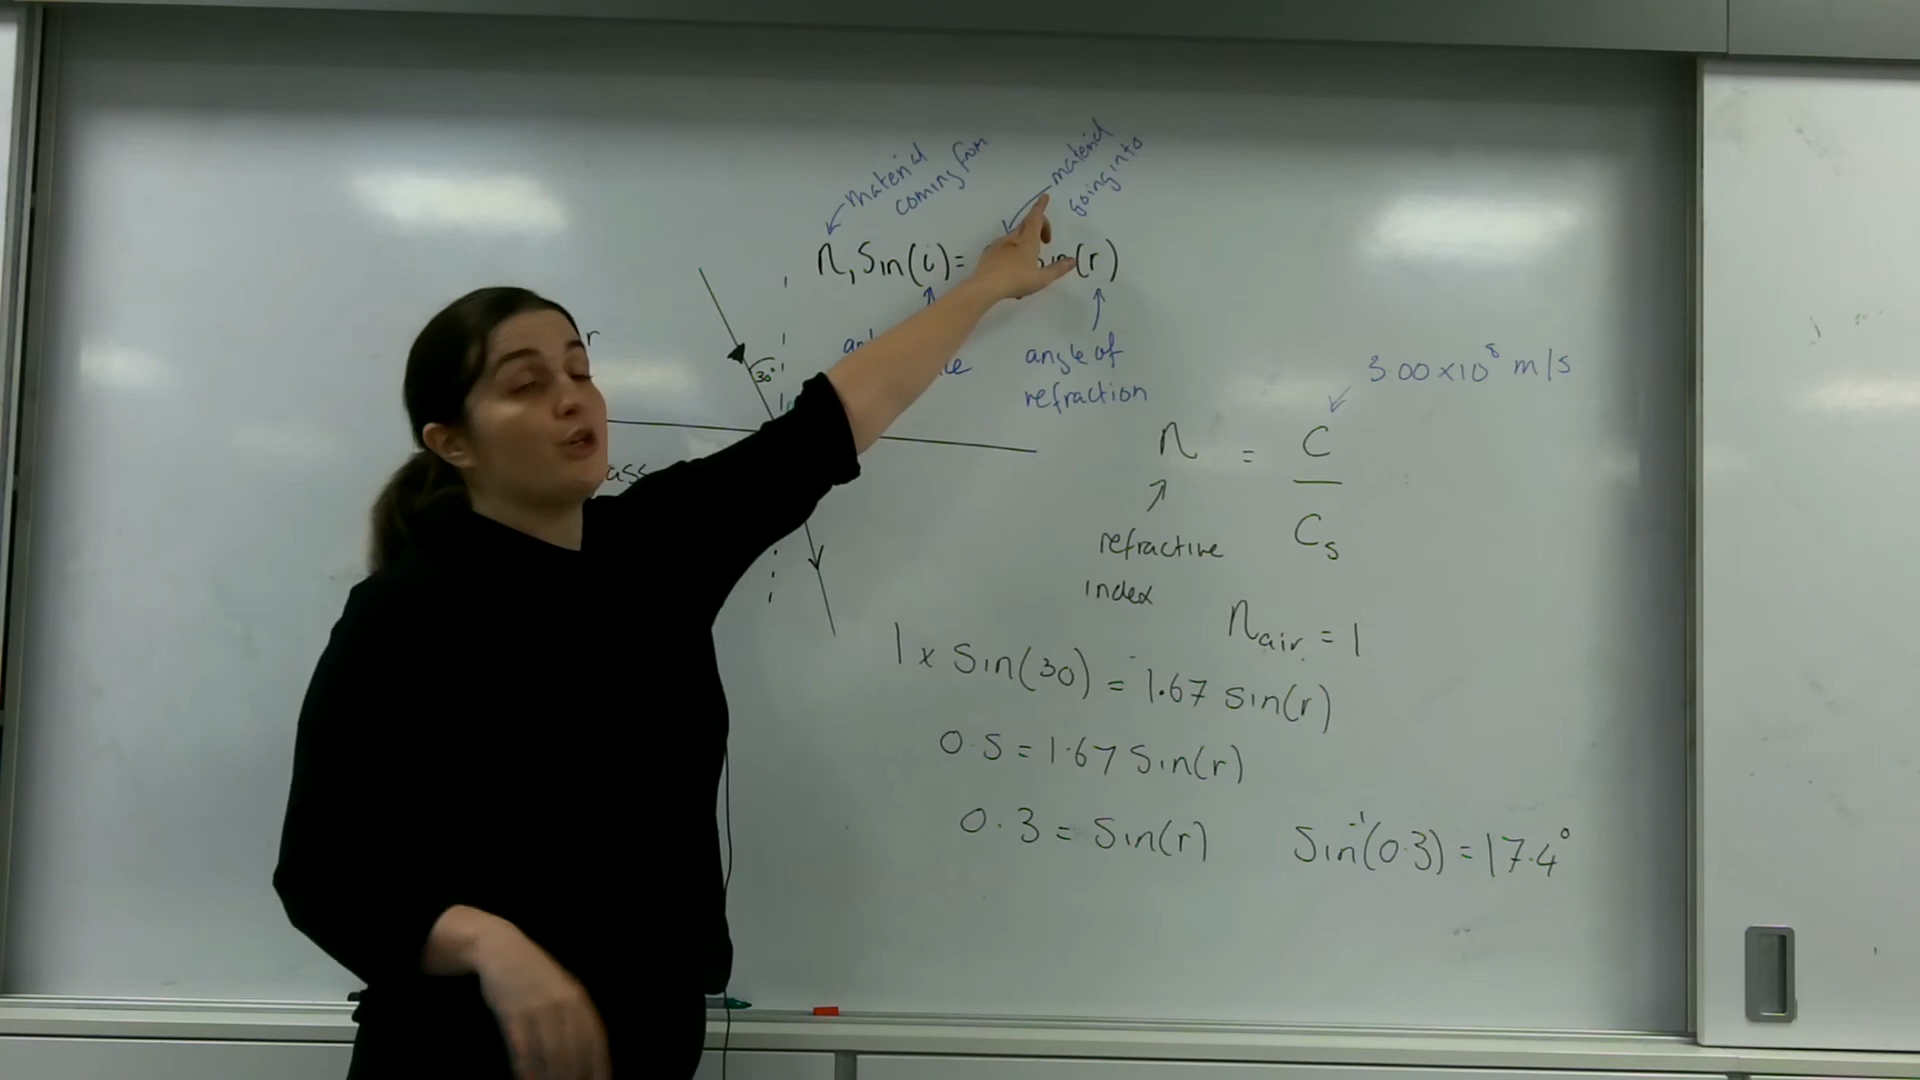 material
coming from
material
going into
n₁ Sin(i) = sin(r)
30°
angle of
refraction
3.00 x 10⁸ m/s
n = C / Cₛ
refractive
index
n air = 1
1 x Sin(30) = 1.67 sin(r)
0.5 = 1.67 Sin(r)
0.3 = Sin(r)
Sin⁻¹(0.3) = 17.4°